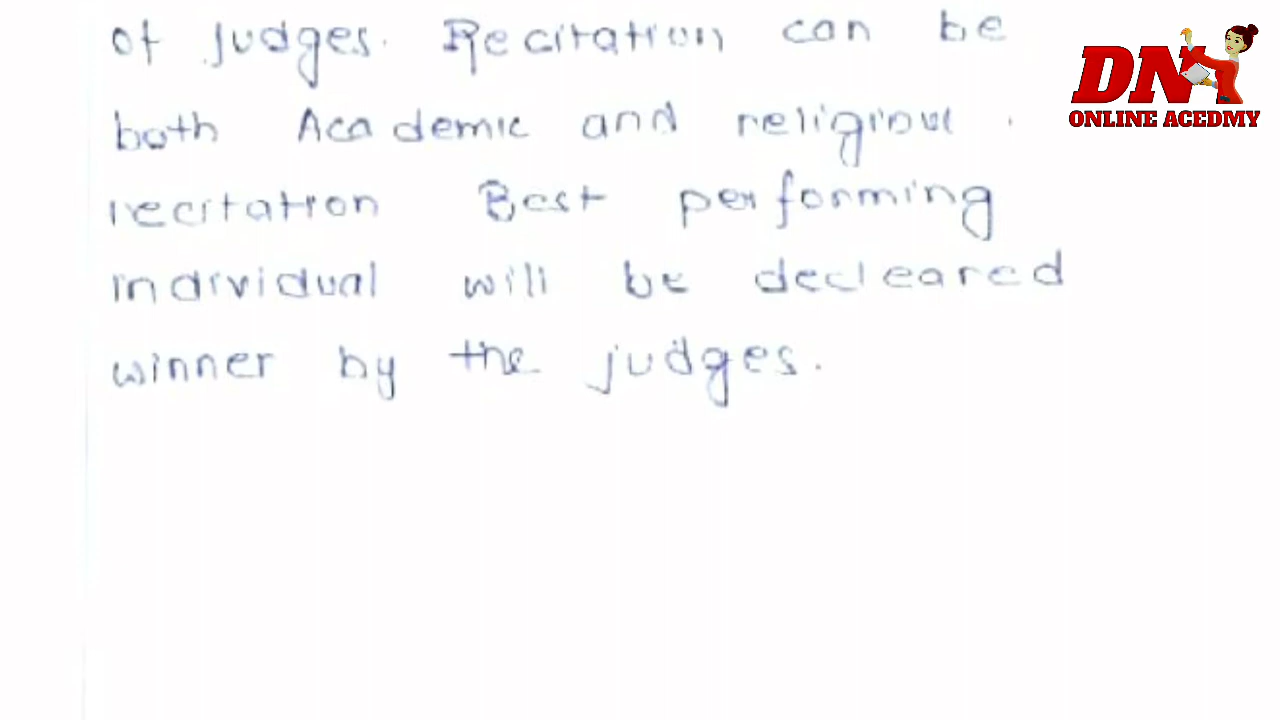 of judges. Recitation can be
both Academic and religiou
recitation Best performing
individual will be decleared
winner by the judges.
DN
ONLINE ACEDMY